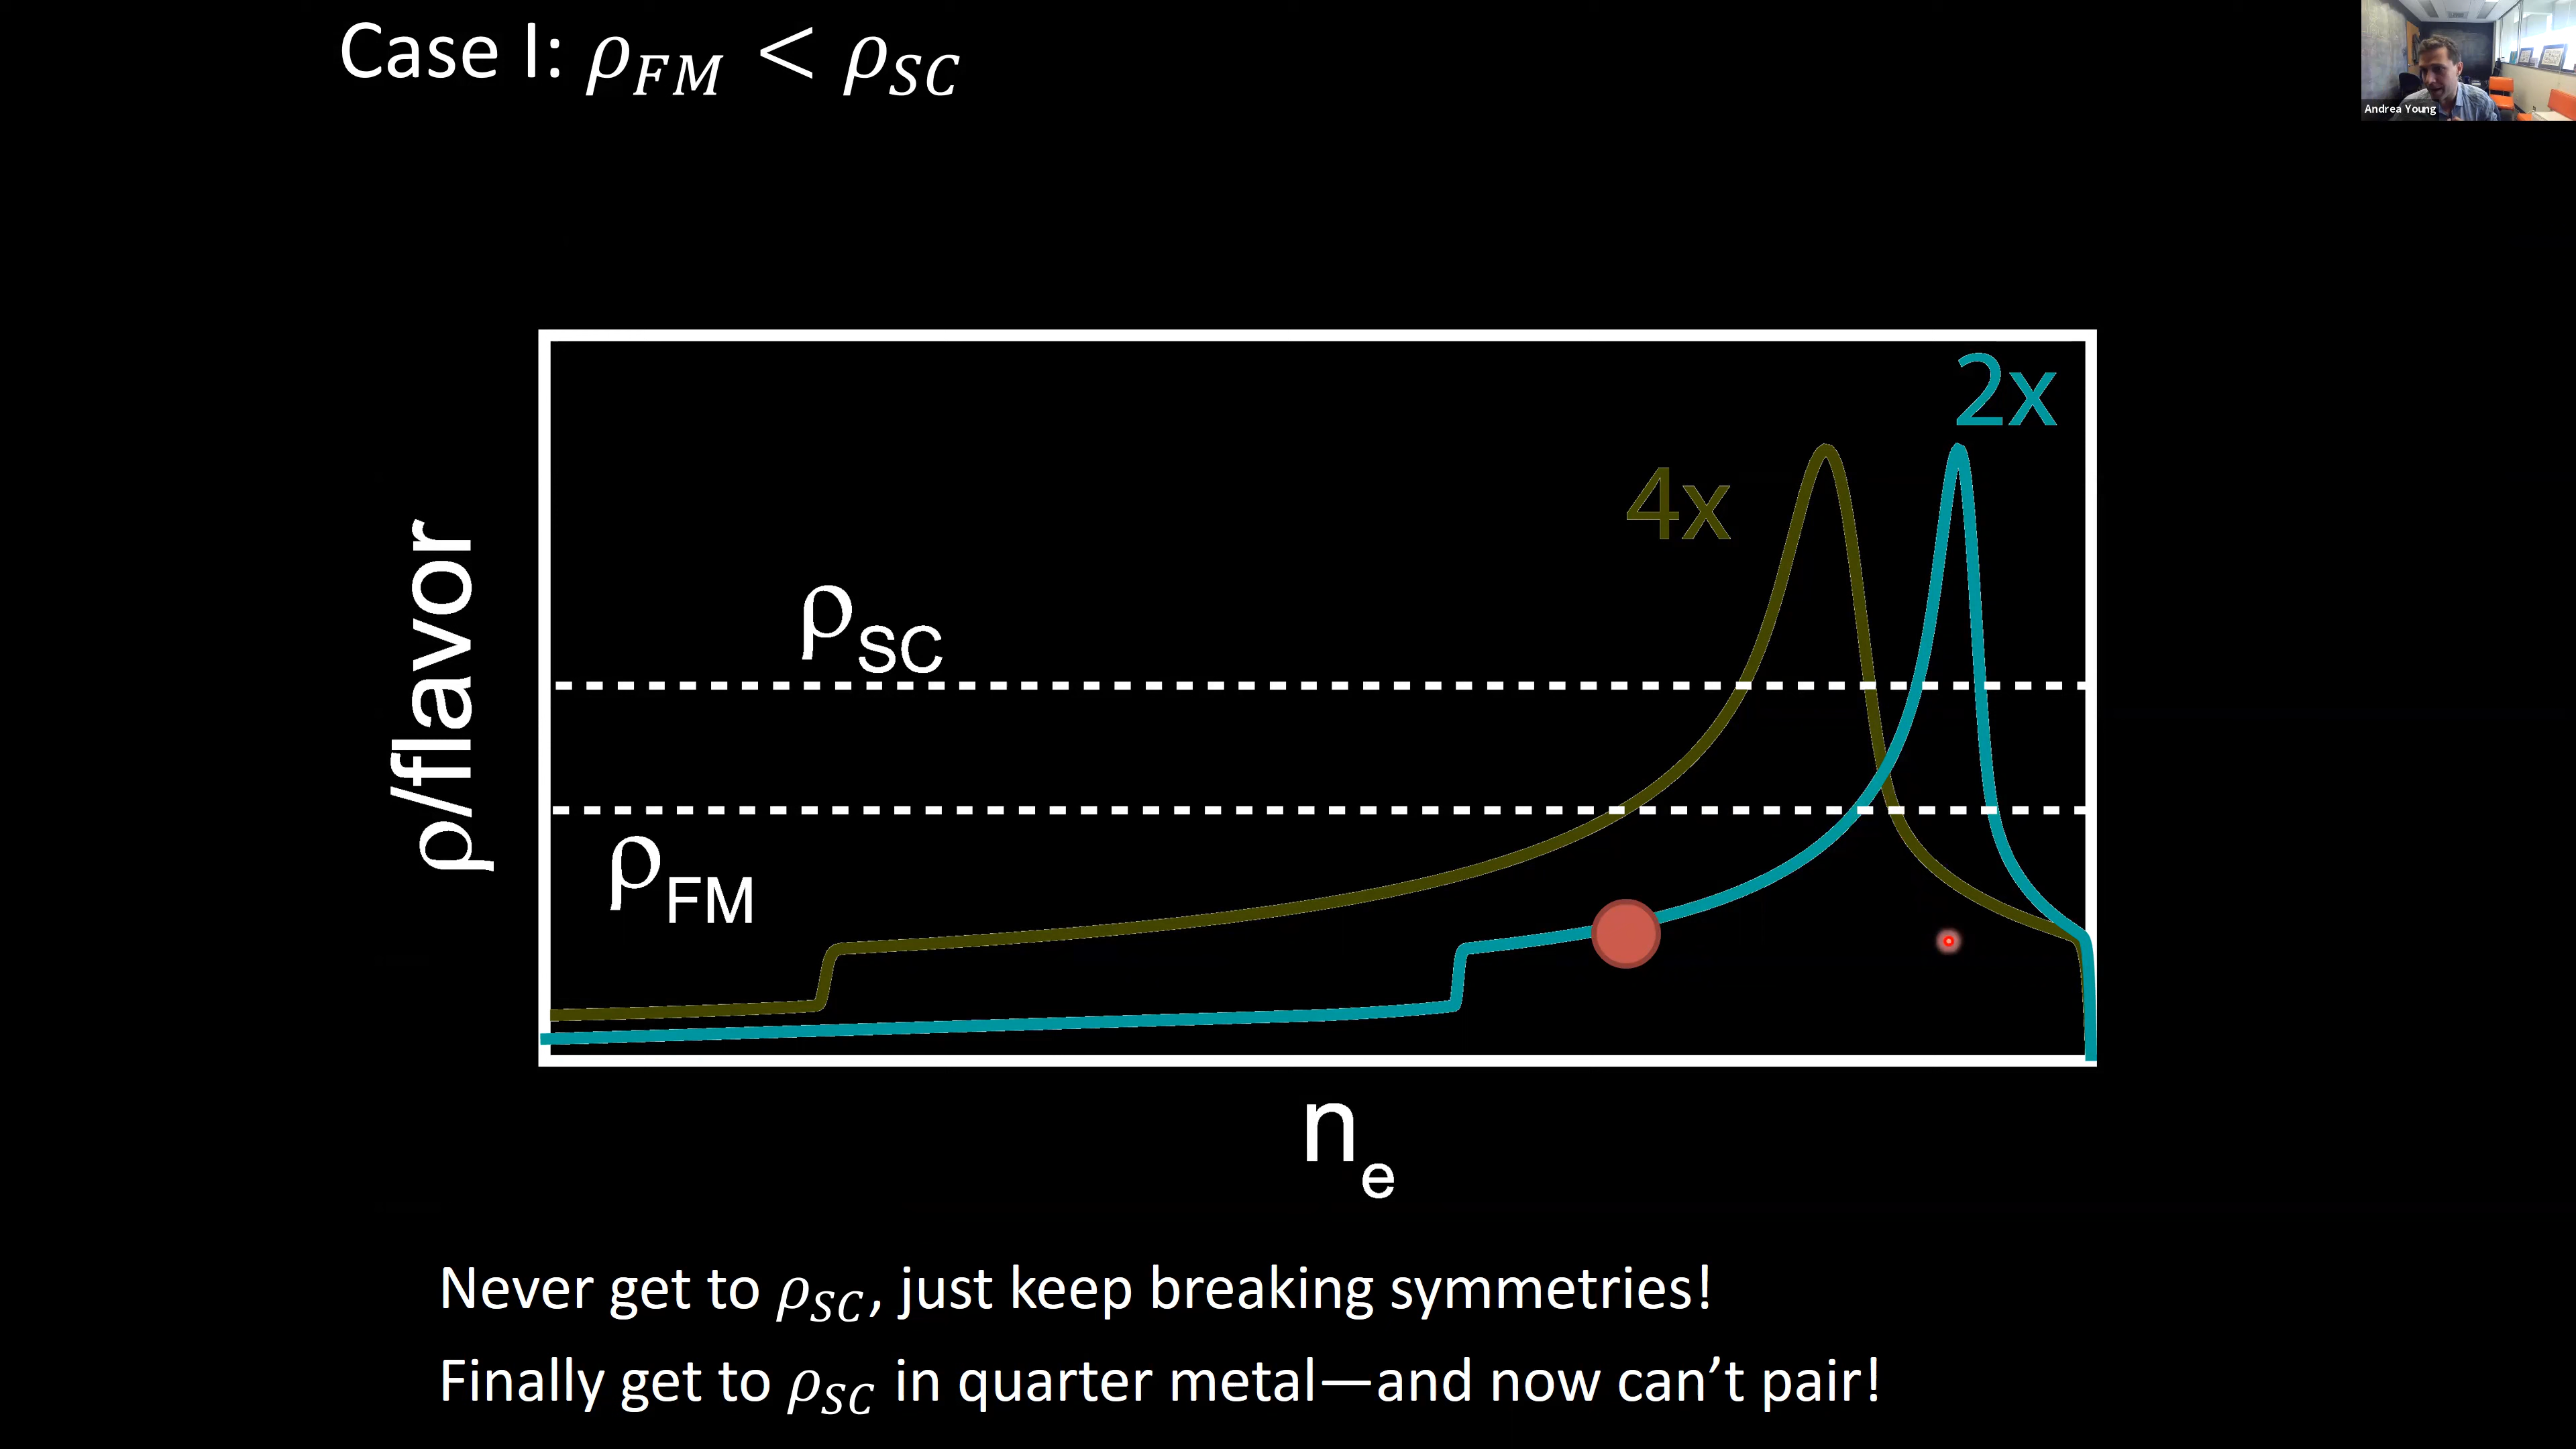 Case I: ρ_FM < ρ_SC
Andrea Young
2x
4x
ρ_SC
ρ/flavor
ρ_FM
n_e
Never get to ρ_SC, just keep breaking symmetries!
Finally get to ρ_SC in quarter metal—and now can’t pair!